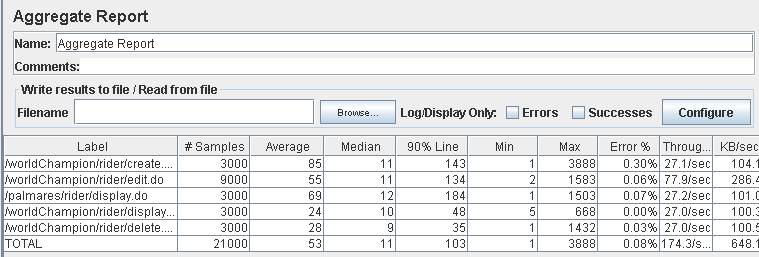 Aggregate Report
Name: Aggregate Report
Comments:
Write results to file / Read from file
Filename Browse... Log/Display Only: Errors Successes Configure
Label # Samples Average Median 90% Line Min Max Error % Throug... KB/sec
/worldChampion/rider/create.... 3000 85 11 143 1 3888 0.30% 27.1/sec 104.1
/worldChampion/rider/edit.do 9000 55 11 134 2 1583 0.06% 77.9/sec 286.4
/palmares/rider/display.do 3000 69 12 184 1 1503 0.07% 27.2/sec 101.0
/worldChampion/rider/display... 3000 24 10 48 5 668 0.00% 27.0/sec 100.3
/worldChampion/rider/delete.... 3000 28 9 35 1 1432 0.03% 27.0/sec 100.5
TOTAL 21000 53 11 103 1 3888 0.08% 174.3/s... 648.1